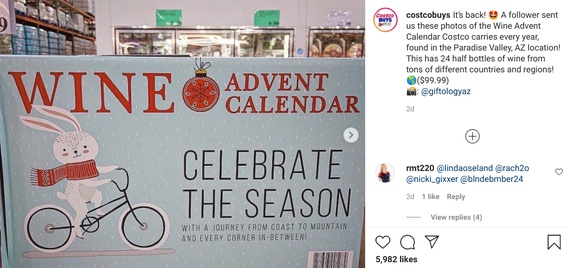 WINE ADVENT
CALENDAR
CELEBRATE
THE SEASON
WITH A JOURNEY FROM COAST TO MOUNTAIN
AND EVERY CORNER IN-BETWEEN!
costcobuys It's back! 🤩 A follower sent
us these photos of the Wine Advent
Calendar Costco carries every year,
found in the Paradise Valley, AZ location!
This has 24 half bottles of wine from
tons of different countries and regions!
🌎($99.99)
📸: @giftologyaz
2d
rmt220 @lindaoseland @rach2o
@nicki_gixxer @blndebmber24
2d 1 like Reply
View replies (4)
5,982 likes